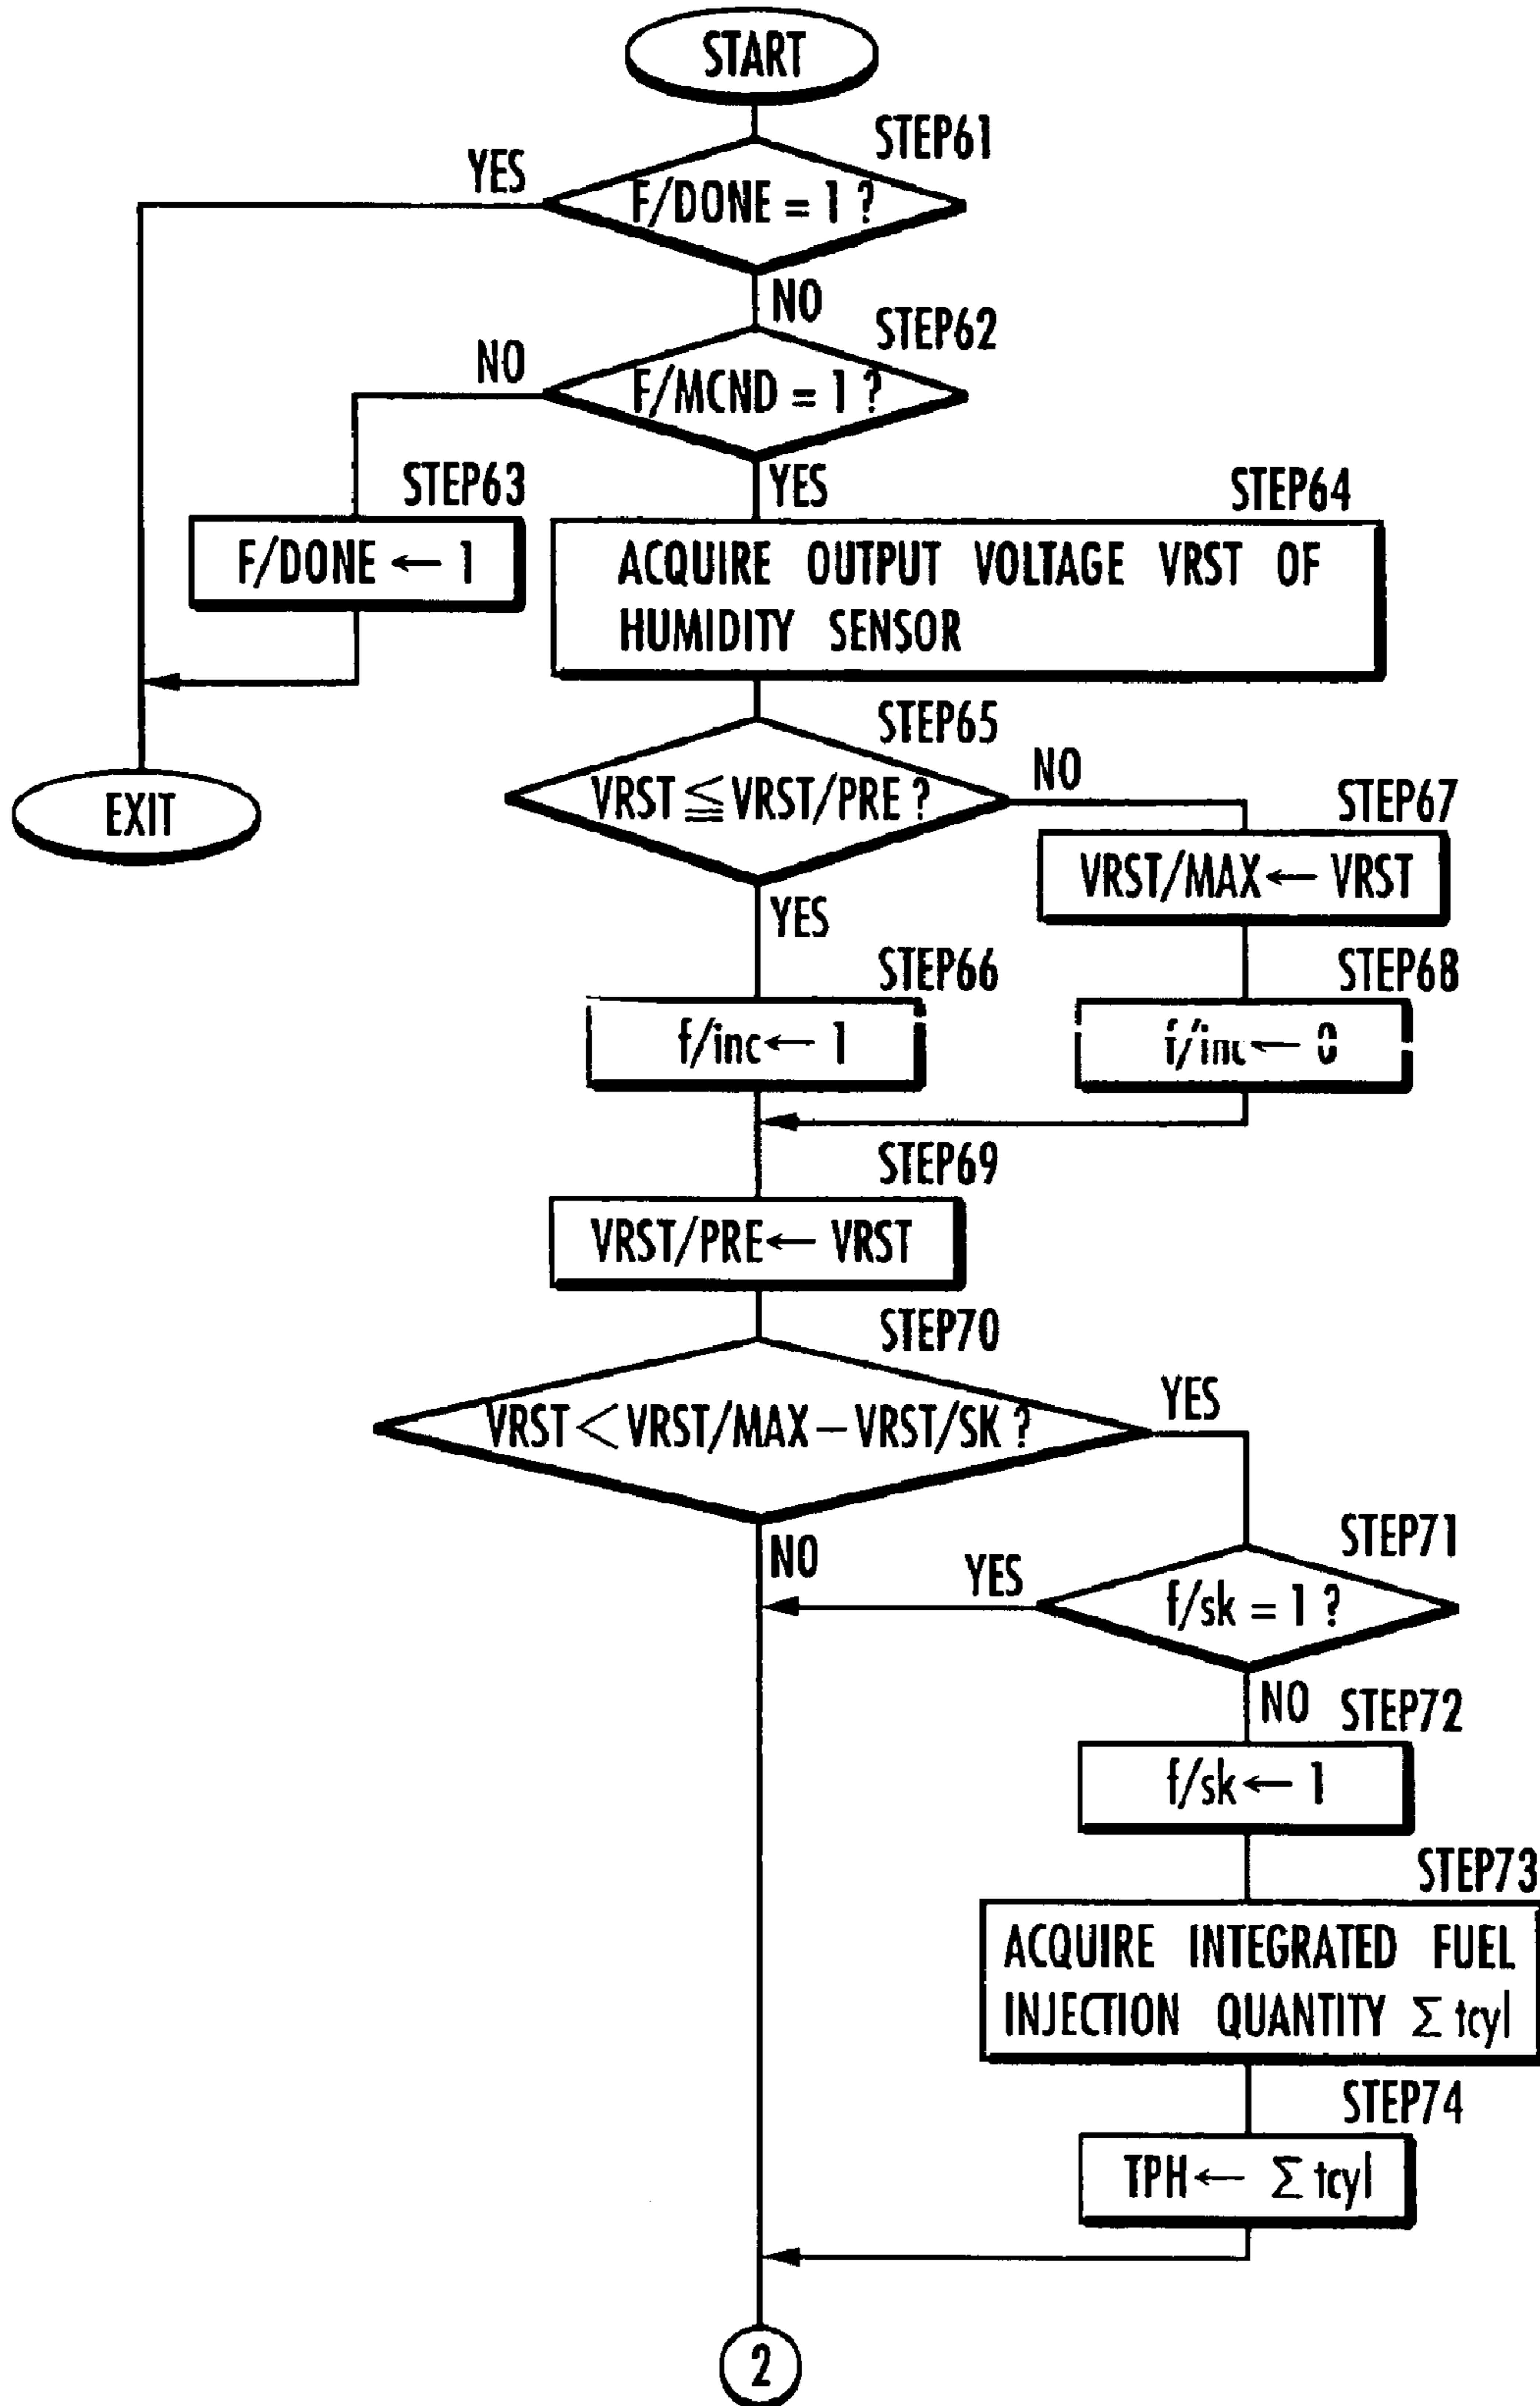 START
STEP61
YES
F/DONE = 1 ?
NO
STEP62
NO
F/MCND = 1 ?
YES
STEP63
STEP64
F/DONE ← 1
ACQUIRE OUTPUT VOLTAGE VRST OF
HUMIDITY SENSOR
STEP65
NO
VRST ≦ VRST/PRE ?
EXIT
STEP67
VRST/MAX ← VRST
YES
STEP66
STEP68
f/inc ← 1
f/inc ← 0
STEP69
VRST/PRE ← VRST
STEP70
YES
VRST < VRST/MAX – VRST/SK ?
NO
STEP71
YES
f/sk = 1 ?
NO
STEP72
f/sk ← 1
STEP73
ACQUIRE INTEGRATED FUEL
INJECTION QUANTITY Σ tcyl
STEP74
TPH ← Σ tcyl
2